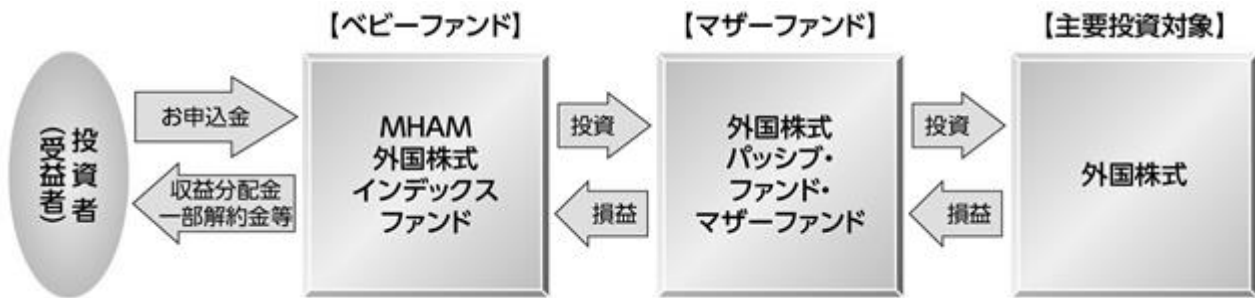 【ベビーファンド】
【マザーファンド】
【主要投資対象】
投資者
（受益者）
お申込金
収益分配金
一部解約金等
MHAM
外国株式
インデックス
ファンド
投資
損益
外国株式
パッシブ・
ファンド・
マザーファンド
投資
損益
外国株式